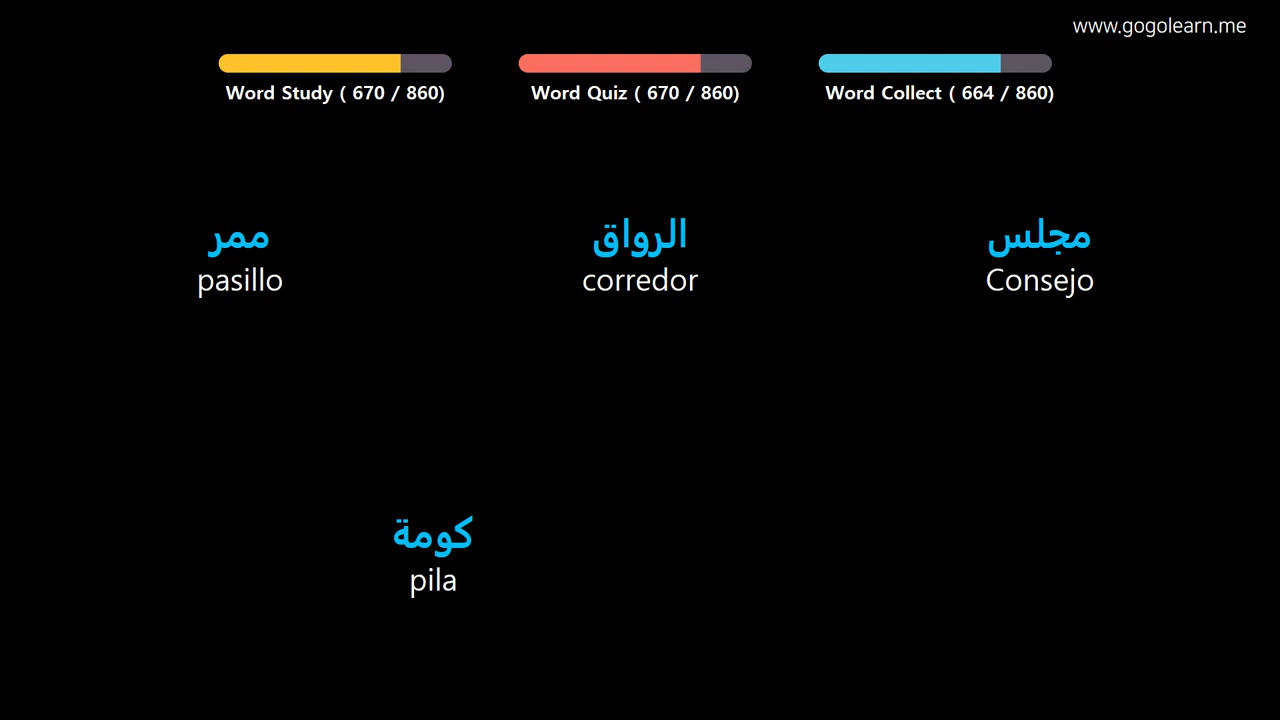 www.gogolearn.me
Word Study ( 670 / 860)
Word Quiz ( 670 / 860)
Word Collect ( 664 / 860)
ممر
pasillo
الرواق
corredor
مجلس
Consejo
كومة
pila